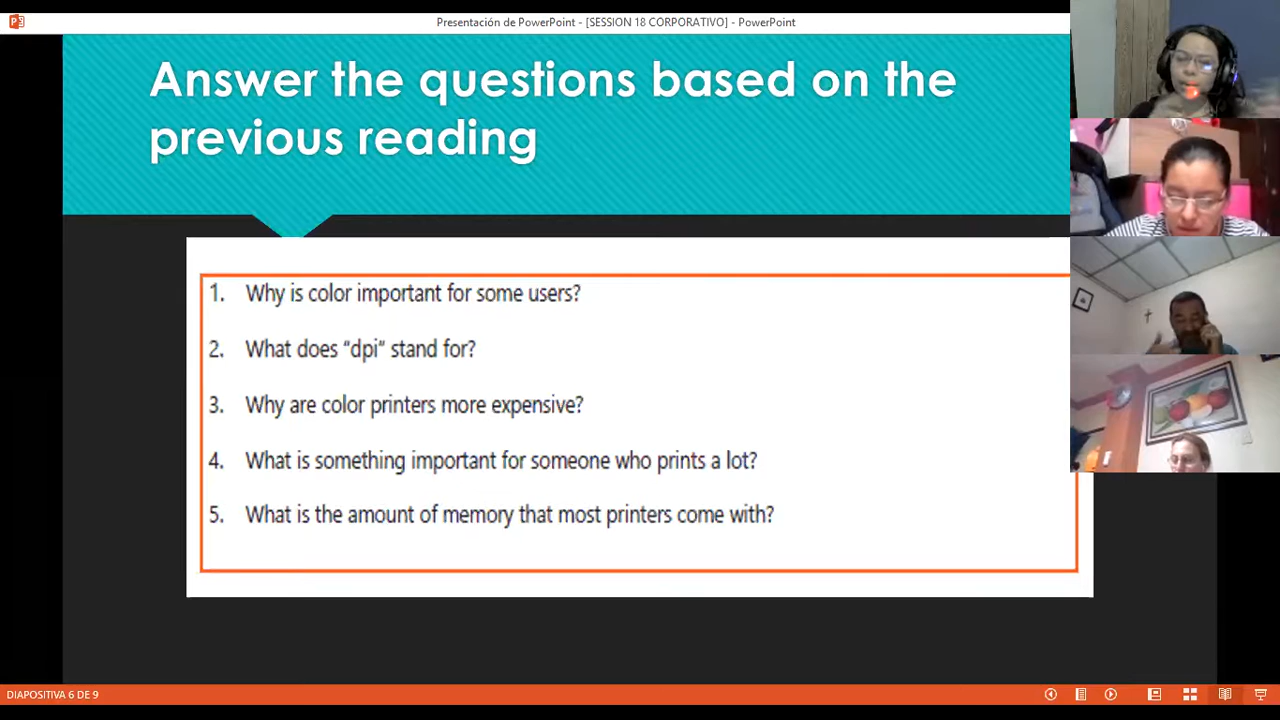 Presentación de PowerPoint - [SESSION 18 CORPORATIVO] - PowerPoint
Answer the questions based on the
previous reading
1. Why is color important for some users?
2. What does “dpi” stand for?
3. Why are color printers more expensive?
4. What is something important for someone who prints a lot?
5. What is the amount of memory that most printers come with?
DIAPOSITIVA 6 DE 9